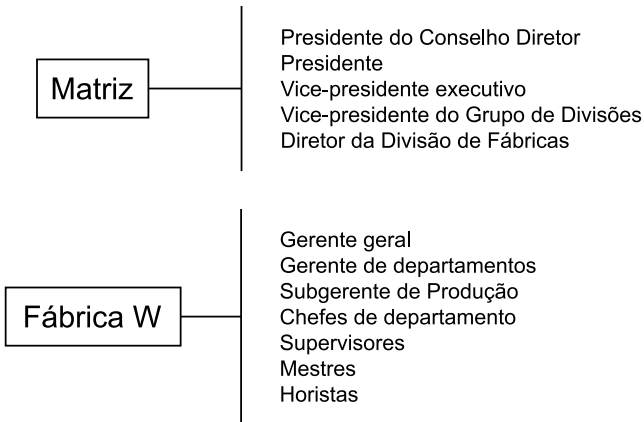 Matriz
Presidente do Conselho Diretor
Presidente
Vice-presidente executivo
Vice-presidente do Grupo de Divisões
Diretor da Divisão de Fábricas
Fábrica W
Gerente geral
Gerente de departamentos
Subgerente de Produção
Chefes de departamento
Supervisores
Mestres
Horistas